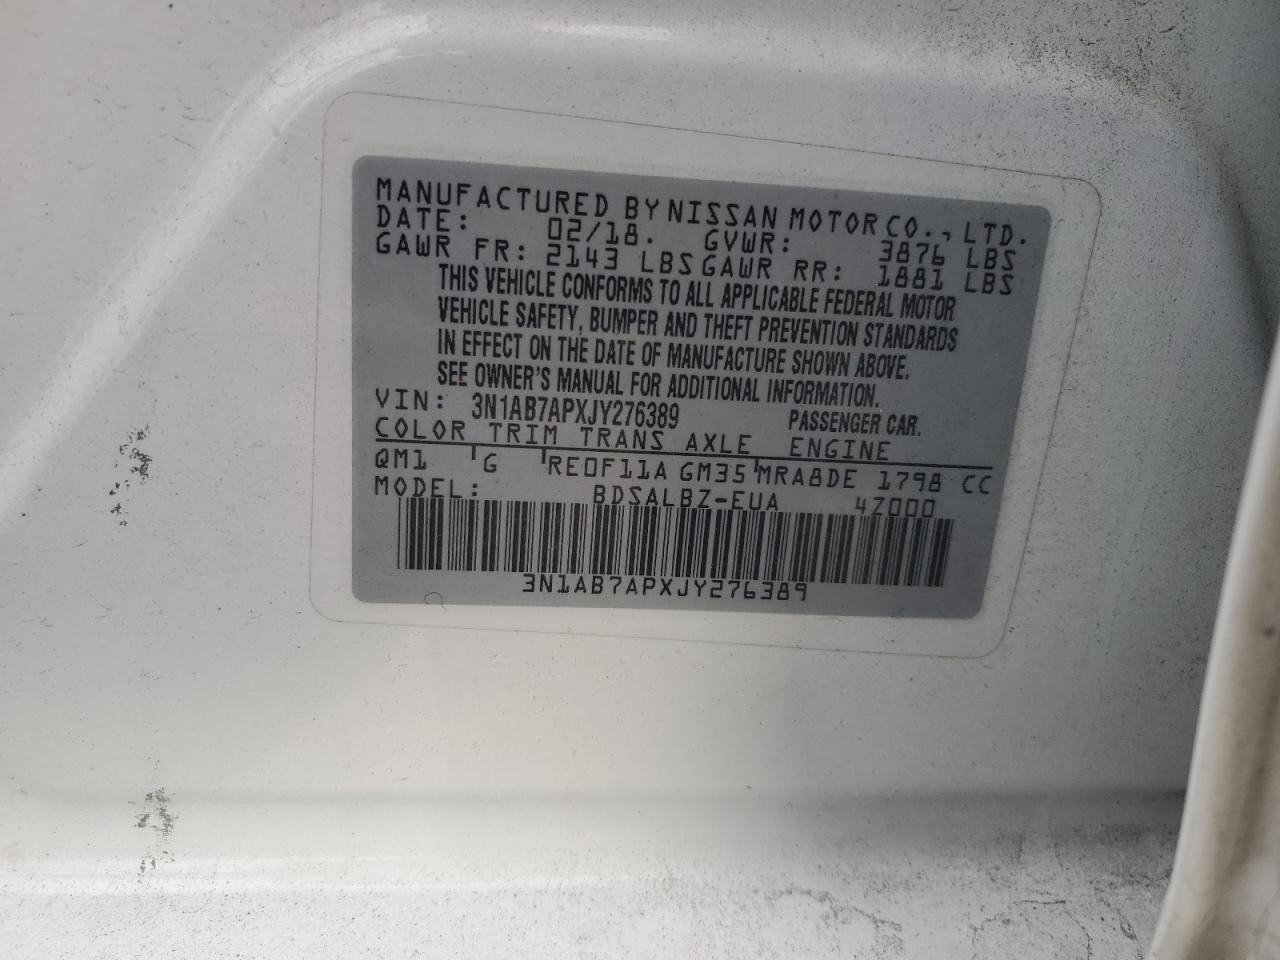 MANUFACTURED BY NISSAN MOTOR CO., LTD.
DATE: 02/18. GVWR: 3876 LBS
GAWR FR: 2143 LBS GAWR RR: 1881 LBS
THIS VEHICLE CONFORMS TO ALL APPLICABLE FEDERAL MOTOR
VEHICLE SAFETY, BUMPER AND THEFT PREVENTION STANDARDS
IN EFFECT ON THE DATE OF MANUFACTURE SHOWN ABOVE.
SEE OWNER'S MANUAL FOR ADDITIONAL INFORMATION.
VIN: 3N1AB7APXJY276389 PASSENGER CAR.
COLOR TRIM TRANS AXLE ENGINE
QM1 G RE0F11A GM35 MRA8DE 1798 CC
MODEL: BDSALBZ-EUA 4Z000
3N1AB7APXJY276389